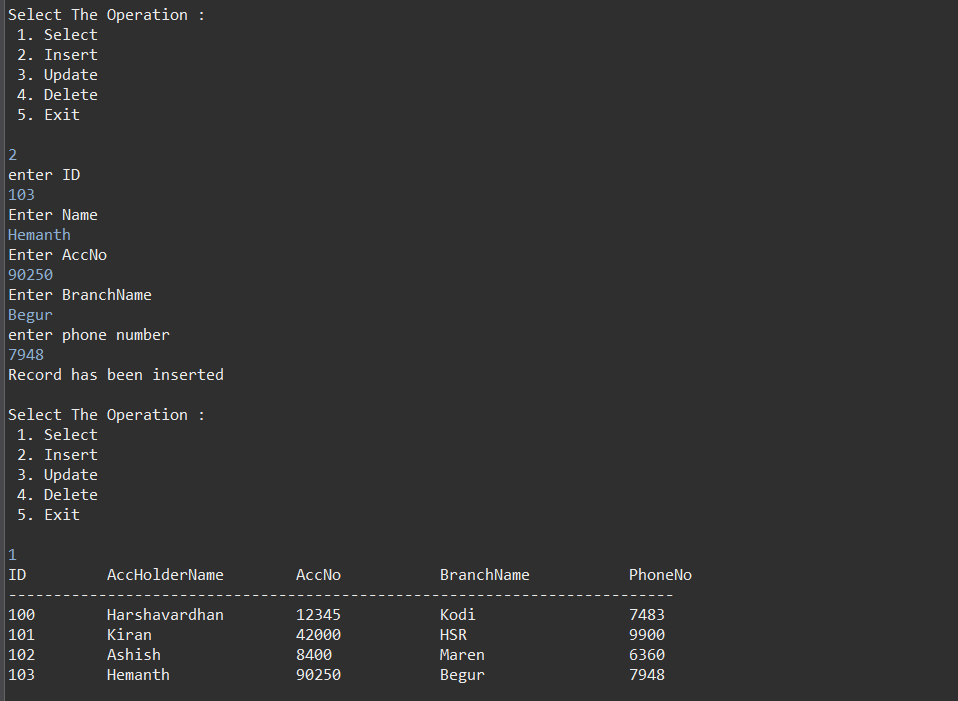 Select The Operation :
 1. Select
 2. Insert
 3. Update
 4. Delete
 5. Exit

2
enter ID
103
Enter Name
Hemanth
Enter AccNo
90250
Enter BranchName
Begur
enter phone number
7948
Record has been inserted

Select The Operation :
 1. Select
 2. Insert
 3. Update
 4. Delete
 5. Exit

1
ID         AccHolderName        AccNo           BranchName           PhoneNo
--------------------------------------------------------------------------
100        Harshavardhan        12345           Kodi                 7483
101        Kiran                42000           HSR                  9900
102        Ashish               8400            Maren                6360
103        Hemanth              90250           Begur                7948